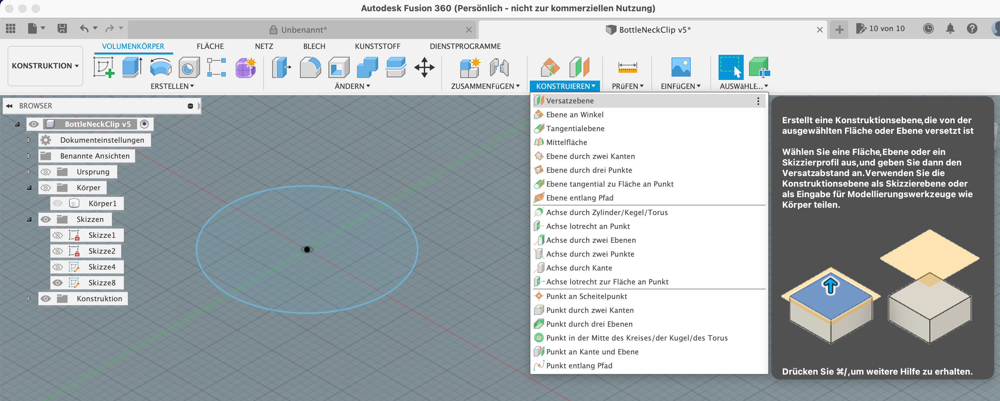 Autodesk Fusion 360 (Persönlich - nicht zur kommerziellen Nutzung)
Unbenannt*
BottleNeckClip v5*
10 von 10
VOLUMENKÖRPER
FLÄCHE
NETZ
BLECH
KUNSTSTOFF
DIENSTPROGRAMME
KONSTRUKTION
ERSTELLEN
ÄNDERN
ZUSAMMENFüGEN
KONSTRUIEREN
PRüFEN
EINFüGEN
AUSWäHLE...
BROWSER
BottleNeckClip v5
Dokumenteinstellungen
Benannte Ansichten
Ursprung
Körper
Körper1
Skizzen
Skizze1
Skizze2
Skizze4
Skizze8
Konstruktion
Versatzebene
Ebene an Winkel
Tangentialebene
Mittelfläche
Ebene durch zwei Kanten
Ebene durch drei Punkte
Ebene tangential zu Fläche an Punkt
Ebene entlang Pfad
Achse durch Zylinder/Kegel/Torus
Achse lotrecht an Punkt
Achse durch zwei Ebenen
Achse durch zwei Punkte
Achse durch Kante
Achse lotrecht zur Fläche an Punkt
Punkt an Scheitelpunkt
Punkt durch zwei Kanten
Punkt durch drei Ebenen
Punkt in der Mitte des Kreises/der Kugel/des Torus
Punkt an Kante und Ebene
Punkt entlang Pfad
Erstellt eine Konstruktionsebene,die von der
ausgewählten Fläche oder Ebene versetzt ist
Wählen Sie eine Fläche,Ebene oder ein
Skizzierprofil aus,und geben Sie dann den
Versatzabstand an.Verwenden Sie die
Konstruktionsebene als Skizzierebene oder
als Eingabe für Modellierungswerkzeuge wie
Körper teilen.
Drücken Sie ⌘/,um weitere Hilfe zu erhalten.